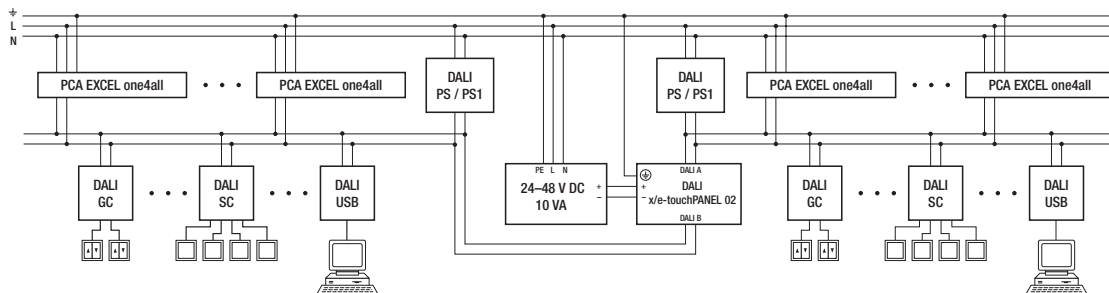 L
N
PCA EXCEL one4all
• • •
PCA EXCEL one4all
DALI
PS / PS1
DALI
PS / PS1
PCA EXCEL one4all
• • •
PCA EXCEL one4all
DALI
GC
• • •
DALI
SC
• • •
DALI
USB
PE L N
24–48 V DC
10 VA
+
–
DALI A
+
–
DALI
x/e-touchPANEL 02
DALI B
DALI
GC
• • •
DALI
SC
• • •
DALI
USB